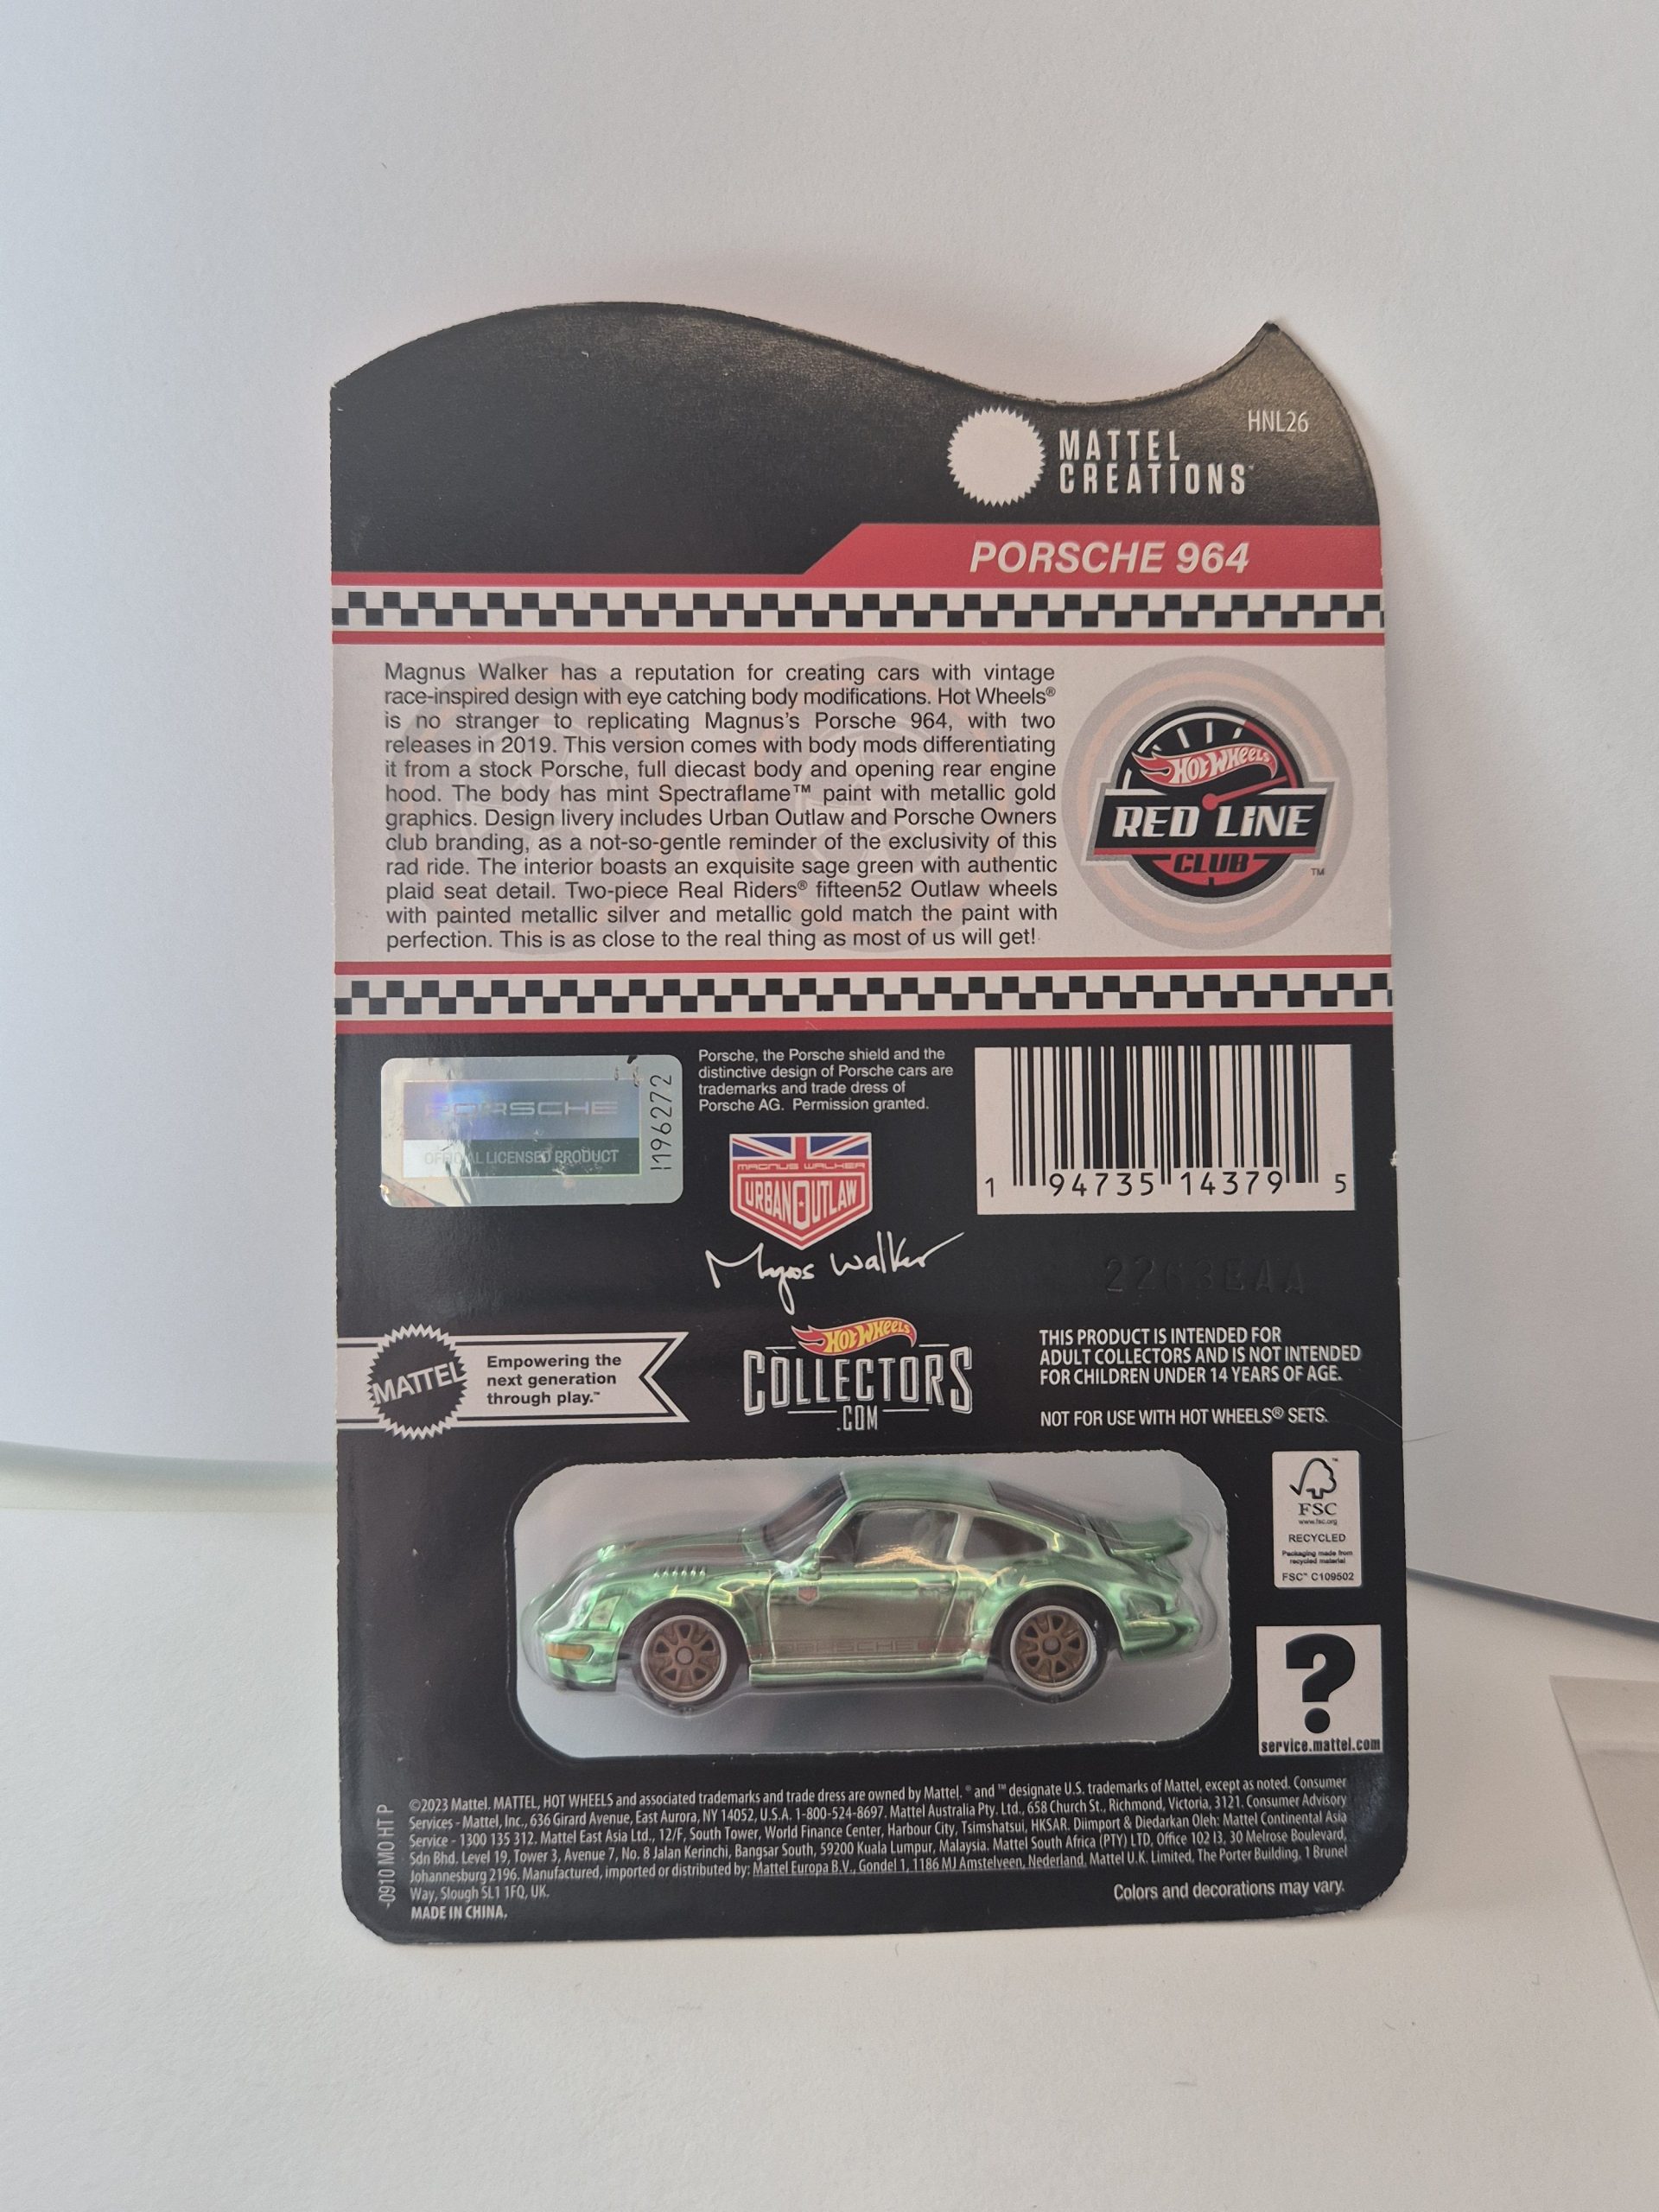 HNL26
MATTEL
CREATIONS™
PORSCHE 964
Magnus Walker has a reputation for creating cars with vintage
race-inspired design with eye catching body modifications. Hot Wheels®
is no stranger to replicating Magnus's Porsche 964, with two
releases in 2019. This version comes with body mods differentiating
it from a stock Porsche, full diecast body and opening rear engine
hood. The body has mint Spectraflame™ paint with metallic gold
graphics. Design livery includes Urban Outlaw and Porsche Owners
club branding, as a not-so-gentle reminder of the exclusivity of this
rad ride. The interior boasts an exquisite sage green with authentic
plaid seat detail. Two-piece Real Riders® fifteen52 Outlaw wheels
with painted metallic silver and metallic gold match the paint with
perfection. This is as close to the real thing as most of us will get!
HOT WHEELS
RED LINE
CLUB™
PORSCHE
OFFICIAL LICENSED PRODUCT
1196272
Porsche, the Porsche shield and the
distinctive design of Porsche cars are
trademarks and trade dress of
Porsche AG. Permission granted.
MAGNUS WALKER
URBAN OUTLAW
Magnus Walker
1 94735 14379 5
MATTEL
Empowering the
next generation
through play.™
HOT WHEELS
COLLECTORS
.COM
THIS PRODUCT IS INTENDED FOR
ADULT COLLECTORS AND IS NOT INTENDED
FOR CHILDREN UNDER 14 YEARS OF AGE.
NOT FOR USE WITH HOT WHEELS® SETS.
PORSCHE
FSC
www.fsc.org
RECYCLED
Packaging made from
recycled material
FSC™ C109502
?
service.mattel.com
-0910 MO HT P
©2023 Mattel. MATTEL, HOT WHEELS and associated trademarks and trade dress are owned by Mattel. ® and ™ designate U.S. trademarks of Mattel, except as noted. Consumer
Services - Mattel, Inc., 636 Girard Avenue, East Aurora, NY 14052, U.S.A. 1-800-524-8697. Mattel Australia Pty. Ltd., 658 Church St., Richmond, Victoria, 3121. Consumer Advisory
Service - 1300 135 312. Mattel East Asia Ltd., 12/F, South Tower, World Finance Center, Harbour City, Tsimshatsui, HKSAR. Diimport & Diedarkan Oleh: Mattel Continental Asia
Sdn Bhd. Level 19, Tower 3, Avenue 7, No. 8 Jalan Kerinchi, Bangsar South, 59200 Kuala Lumpur, Malaysia. Mattel South Africa (PTY) LTD, Office 102 I3, 30 Melrose Boulevard,
Johannesburg 2196. Manufactured, imported or distributed by: Mattel Europa B.V., Gondel 1, 1186 MJ Amstelveen, Nederland. Mattel U.K. Limited, The Porter Building, 1 Brunel
Way, Slough SL1 1FQ, UK.
MADE IN CHINA.
Colors and decorations may vary.